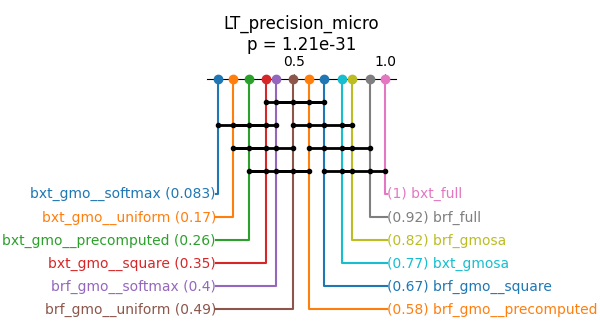 LT_precision_micro
p = 1.21e-31
0.5 1.0
bxt_gmo__softmax (0.083) (1) bxt_full
bxt_gmo__uniform (0.17) (0.92) brf_full
bxt_gmo__precomputed (0.26) (0.82) brf_gmosa
bxt_gmo__square (0.35) (0.77) bxt_gmosa
brf_gmo__softmax (0.4) (0.67) brf_gmo__square
brf_gmo__uniform (0.49) (0.58) brf_gmo__precomputed